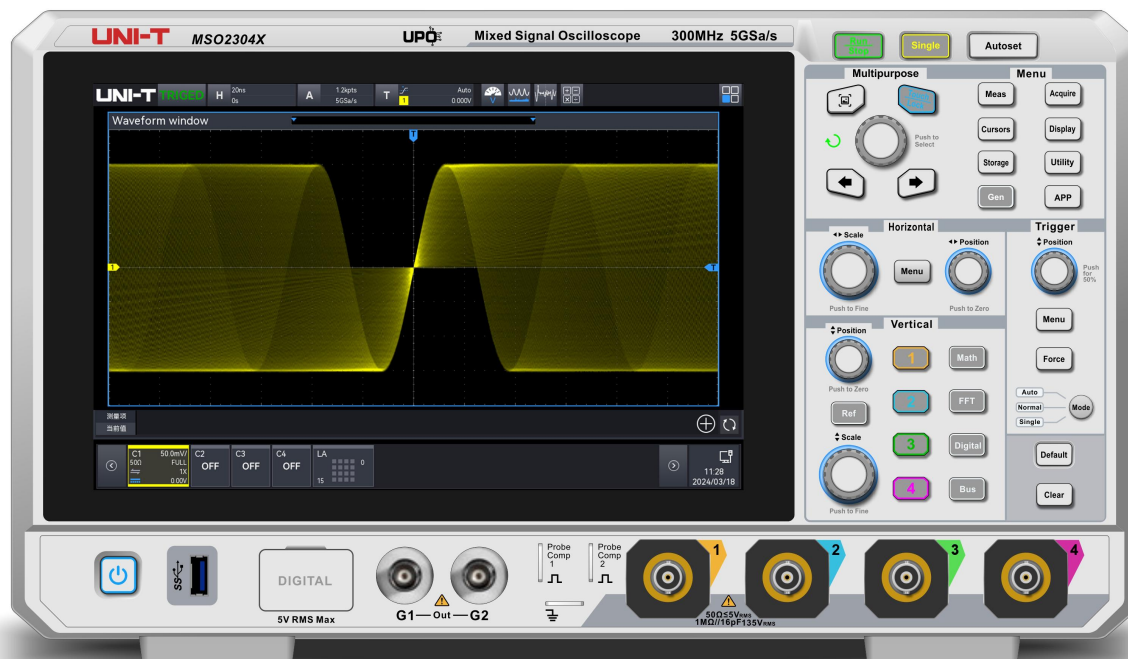 UNI-T MSO2304X UPO Mixed Signal Oscilloscope 300MHz 5GSa/s
Single
Autoset
UNI-T TRIGED H 20ns 0s A 1.2kpts 5GSa/s T 1 Auto 0.000V
Waveform window
T
1
T
测量项
当前值
C1 50.0mV/
50Ω FULL
1X
0.00V
C2
OFF
C3
OFF
C4
OFF
LA
0
15
11:28
2024/03/18
Multipurpose
Push to
Select
Menu
Meas
Acquire
Cursors
Display
Storage
Utility
Gen
APP
Horizontal
Scale
Position
Menu
Push to Fine
Push to Zero
Trigger
Position
Push
for
50%
Menu
Force
Auto
Normal
Single
Mode
Default
Clear
Vertical
Position
Push to Zero
Ref
Scale
Push to Fine
1
Math
2
FFT
3
Digital
4
Bus
SS
DIGITAL
5V RMS Max
G1 Out G2
Probe
Comp
1
Probe
Comp
2
1
2
3
4
50Ω≤5VRMS
1MΩ//16pF135VRMS